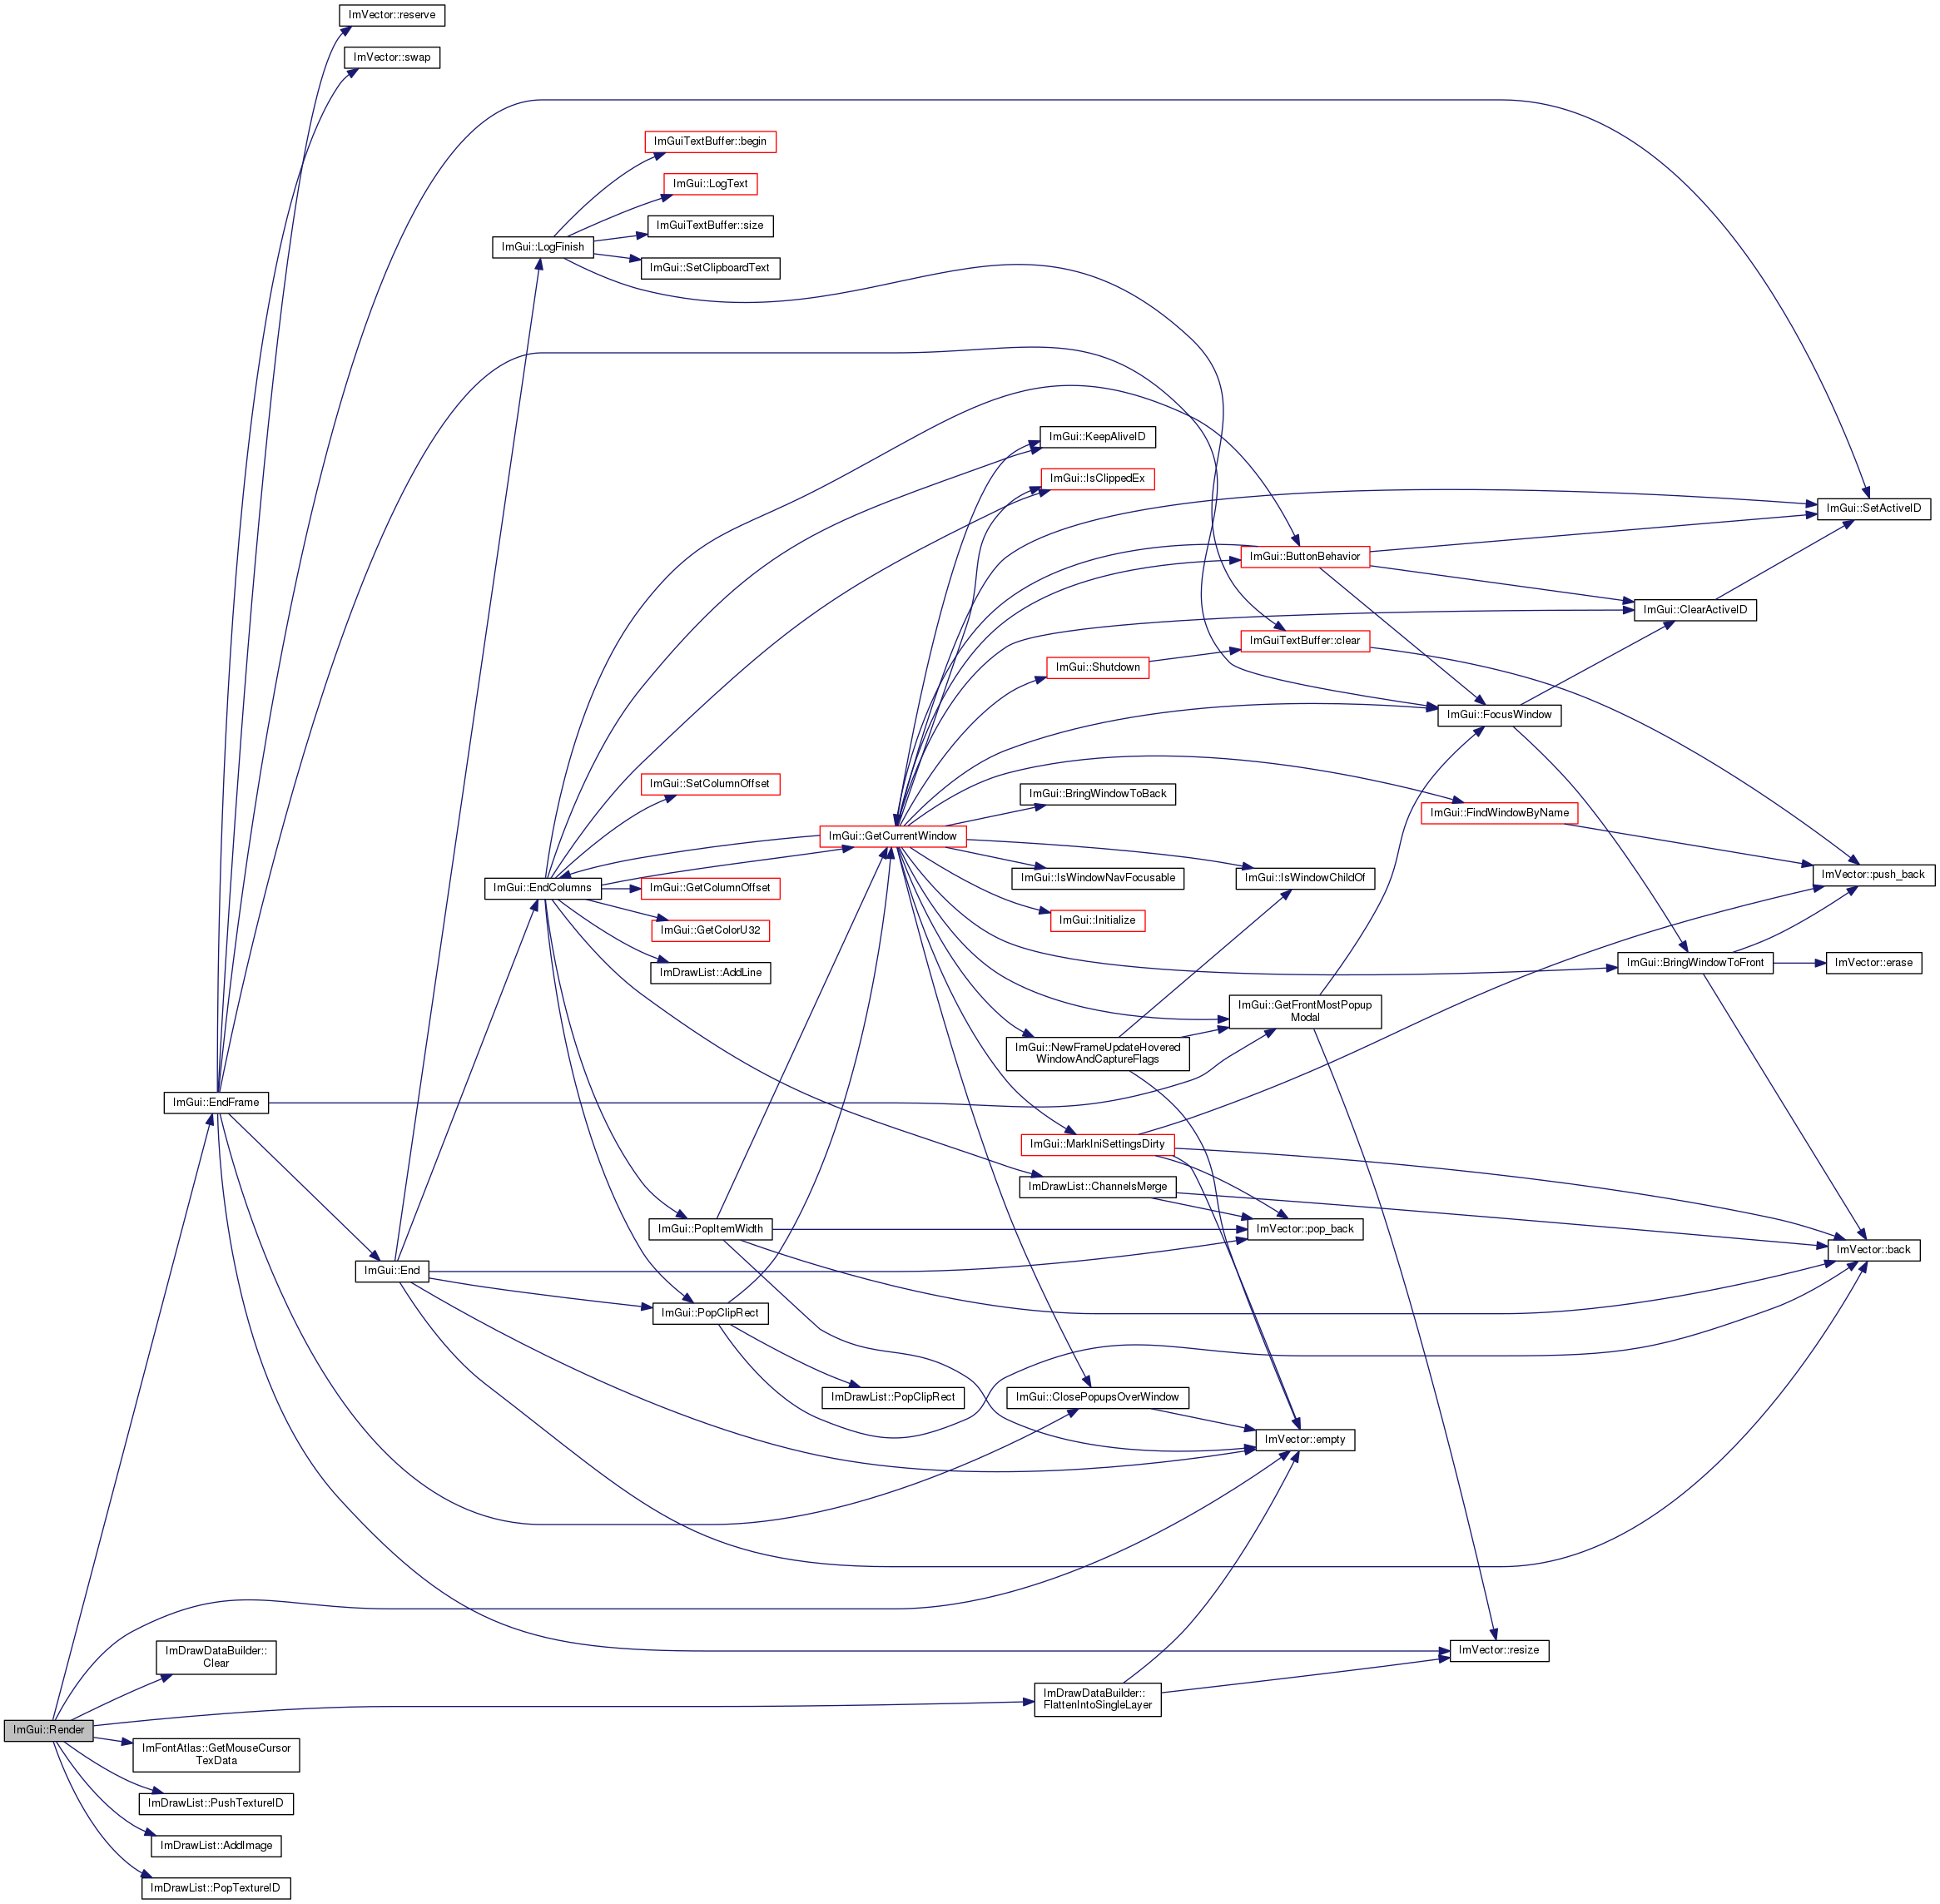 ImVector::reserve
ImVector::swap
ImGuiTextBuffer::begin
ImGui::LogText
ImGuiTextBuffer::size
ImGui::LogFinish
ImGui::SetClipboardText
ImGui::KeepAliveID
ImGui::IsClippedEx
ImGui::SetActiveID
ImGui::ButtonBehavior
ImGui::ClearActiveID
ImGuiTextBuffer::clear
ImGui::Shutdown
ImGui::FocusWindow
ImGui::SetColumnOffset
ImGui::BringWindowToBack
ImGui::FindWindowByName
ImGui::GetCurrentWindow
ImGui::EndColumns
ImGui::GetColumnOffset
ImGui::IsWindowNavFocusable
ImGui::IsWindowChildOf
ImVector::push_back
ImGui::GetColorU32
ImGui::Initialize
ImDrawList::AddLine
ImGui::BringWindowToFront
ImVector::erase
ImGui::GetFrontMostPopup
Modal
ImGui::NewFrameUpdateHovered
WindowAndCaptureFlags
ImGui::EndFrame
ImGui::MarkIniSettingsDirty
ImDrawList::ChannelsMerge
ImGui::PopItemWidth
ImVector::pop_back
ImVector::back
ImGui::End
ImGui::PopClipRect
ImDrawList::PopClipRect
ImGui::ClosePopupsOverWindow
ImVector::empty
ImDrawDataBuilder::
Clear
ImVector::resize
ImDrawDataBuilder::
FlattenIntoSingleLayer
ImGui::Render
ImFontAtlas::GetMouseCursor
TexData
ImDrawList::PushTextureID
ImDrawList::AddImage
ImDrawList::PopTextureID